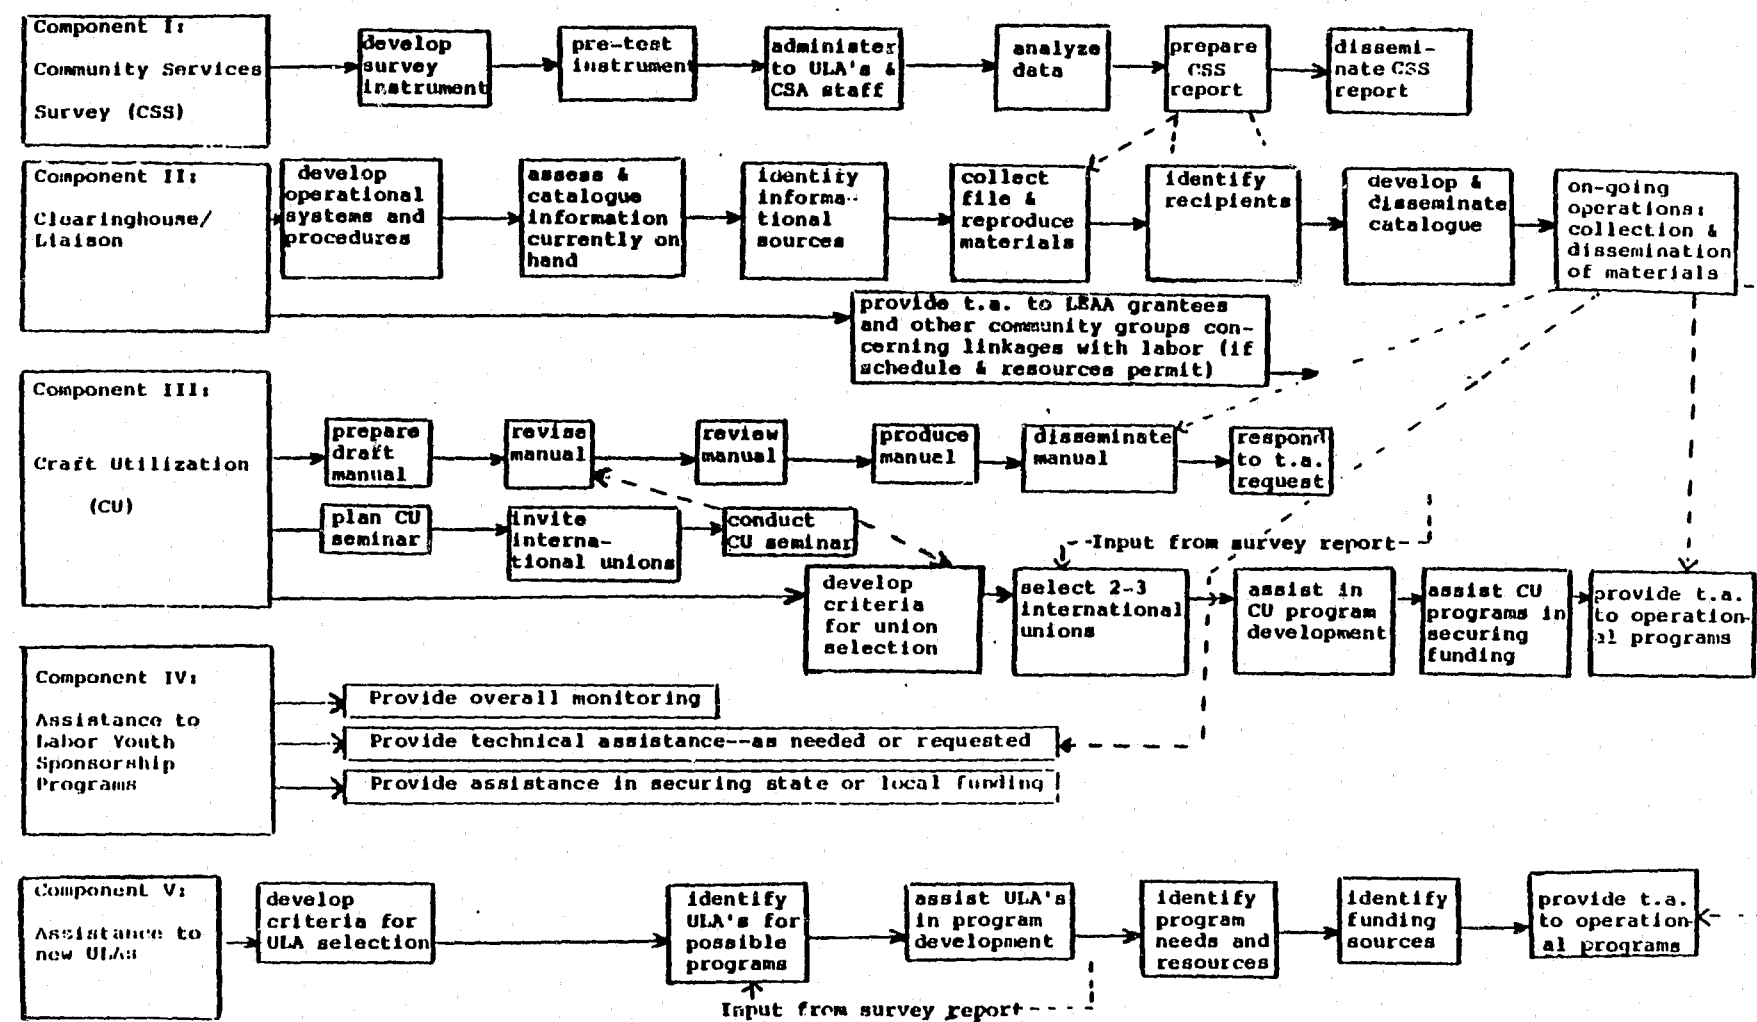 Component I:
Community Services
Survey (CSS)
develop
survey
instrument
pre-test
instrument
administer
to ULA's &
CSA staff
analyze
data
prepare
CSS
report
dissemi-
nate CSS
report
Component II:
Clearinghouse/
Liaison
develop
operational
systems and
procedures
assess &
catalogue
information
currently on
hand
identify
informa-
tional
sources
collect
file &
reproduce
materials
identify
recipients
develop &
disseminate
catalogue
on-going
operations:
collection &
dissemination
of materials
provide t.a. to LEAA grantees
and other community groups con-
cerning linkages with labor (if
schedule & resources permit)
Component III:
Craft Utilization
(CU)
prepare
draft
manual
revise
manual
review
manual
produce
manual
disseminate
manual
respond
to t.a.
request
plan CU
seminar
invite
interna-
tional unions
conduct
CU seminar
Input from survey report
develop
criteria
for union
selection
select 2-3
international
unions
assist in
CU program
development
assist CU
programs in
securing
funding
provide t.a.
to operation-
al programs
Component IV:
Assistance to
Labor Youth
Sponsorship
Programs
Provide overall monitoring
Provide technical assistance--as needed or requested
Provide assistance in securing state or local funding
Component V:
Assistance to
new ULAs
develop
criteria for
ULA selection
identify
ULA's for
possible
programs
assist ULA's
in program
development
identify
program
needs and
resources
identify
funding
sources
provide t.a.
to operation-
al programs
Input from survey report